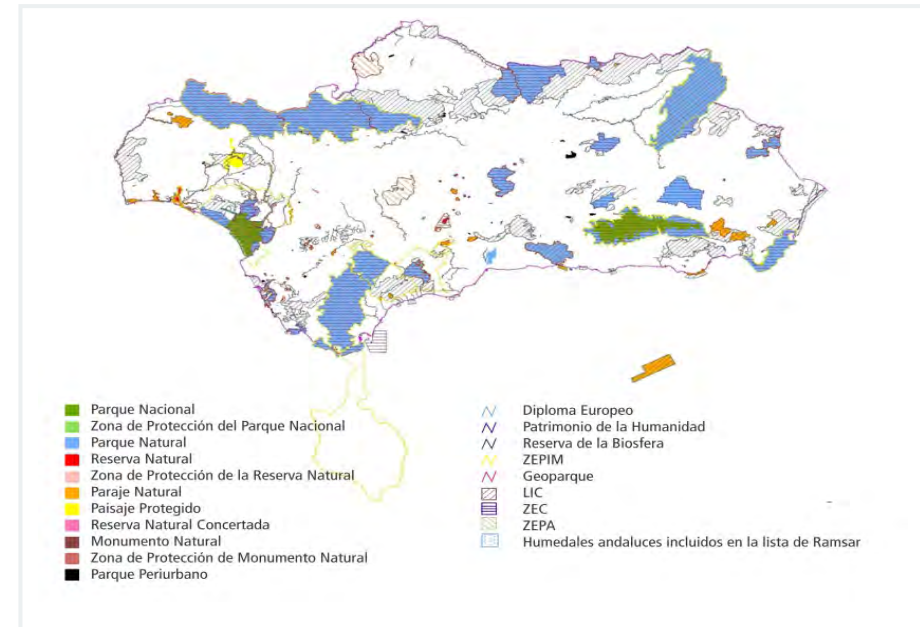 Parque Nacional
Zona de Protección del Parque Nacional
Parque Natural
Reserva Natural
Zona de Protección de la Reserva Natural
Paraje Natural
Paisaje Protegido
Reserva Natural Concertada
Monumento Natural
Zona de Protección de Monumento Natural
Parque Periurbano
Diploma Europeo
Patrimonio de la Humanidad
Reserva de la Biosfera
ZEPIM
Geoparque
LIC
ZEC
ZEPA
Humedales andaluces incluidos en la lista de Ramsar